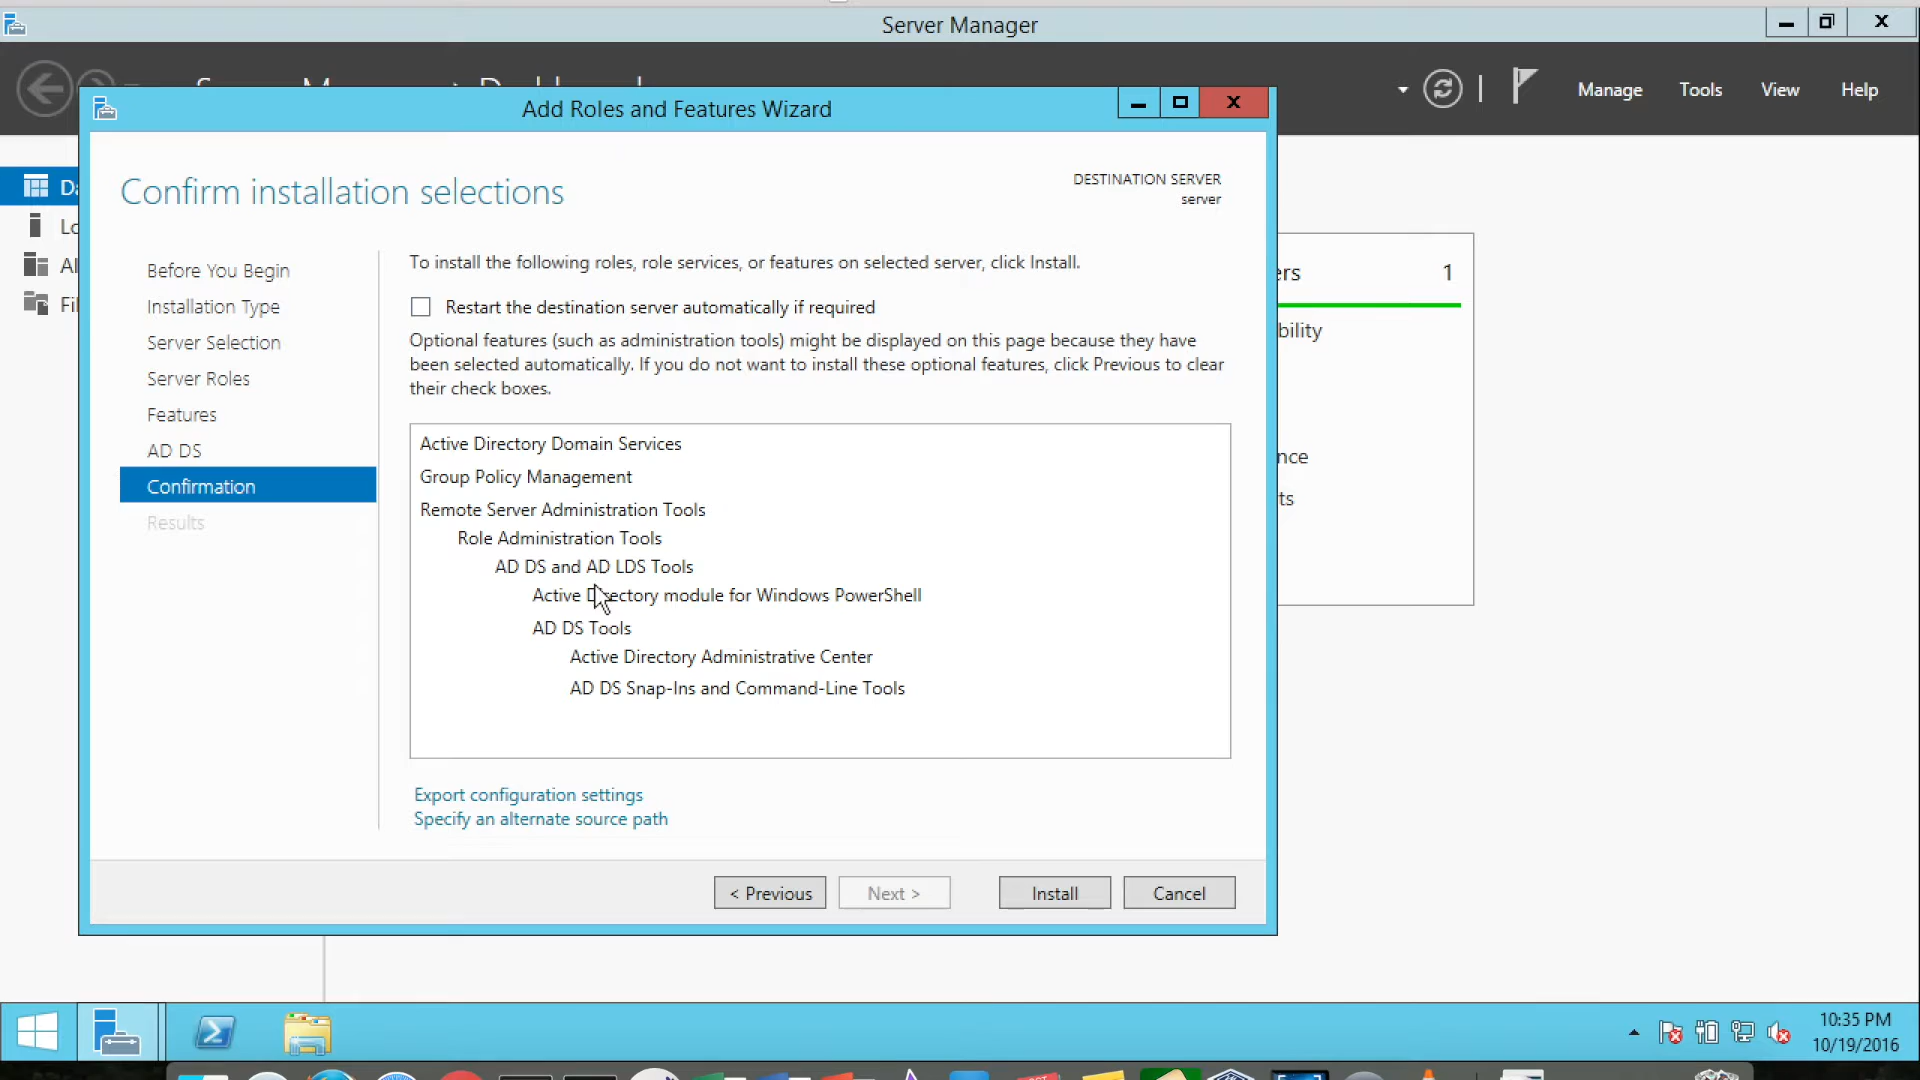 Server Manager
Manage
Tools
View
Help
Add Roles and Features Wizard
Confirm installation selections
DESTINATION SERVER
server
Before You Begin
Installation Type
Server Selection
Server Roles
Features
AD DS
Confirmation
Results
To install the following roles, role services, or features on selected server, click Install.
Restart the destination server automatically if required
Optional features (such as administration tools) might be displayed on this page because they have
been selected automatically. If you do not want to install these optional features, click Previous to clear
their check boxes.
Active Directory Domain Services
Group Policy Management
Remote Server Administration Tools
Role Administration Tools
AD DS and AD LDS Tools
Active Directory module for Windows PowerShell
AD DS Tools
Active Directory Administrative Center
AD DS Snap-Ins and Command-Line Tools
Export configuration settings
Specify an alternate source path
< Previous
Next >
Install
Cancel
ers
1
bility
nce
ts
Da
Lo
Al
Fil
10:35 PM
10/19/2016